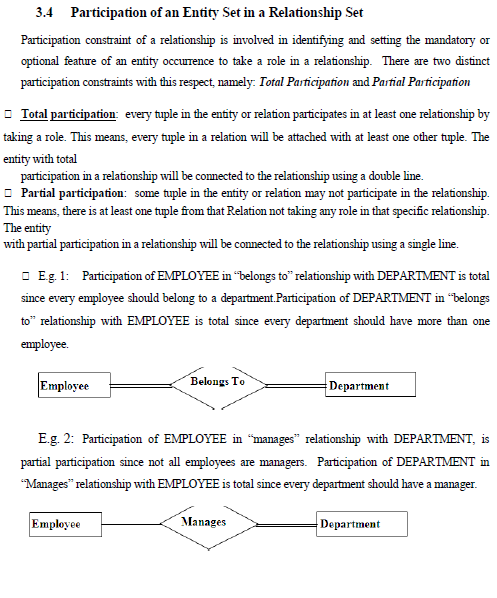 3.4 Participation of an Entity Set in a Relationship Set
Participation constraint of a relationship is involved in identifying and setting the mandatory or
optional feature of an entity occurrence to take a role in a relationship. There are two distinct
participation constraints with this respect, namely: Total Participation and Partial Participation
□ Total participation: every tuple in the entity or relation participates in at least one relationship by
taking a role. This means, every tuple in a relation will be attached with at least one other tuple. The
entity with total
participation in a relationship will be connected to the relationship using a double line.
□ Partial participation: some tuple in the entity or relation may not participate in the relationship.
This means, there is at least one tuple from that Relation not taking any role in that specific relationship.
The entity
with partial participation in a relationship will be connected to the relationship using a single line.
□ E.g. 1: Participation of EMPLOYEE in “belongs to” relationship with DEPARTMENT is total
since every employee should belong to a department.Participation of DEPARTMENT in “belongs
to” relationship with EMPLOYEE is total since every department should have more than one
employee.
Employee Belongs To Department
E.g. 2: Participation of EMPLOYEE in “manages” relationship with DEPARTMENT, is
partial participation since not all employees are managers. Participation of DEPARTMENT in
“Manages” relationship with EMPLOYEE is total since every department should have a manager.
Employee Manages Department